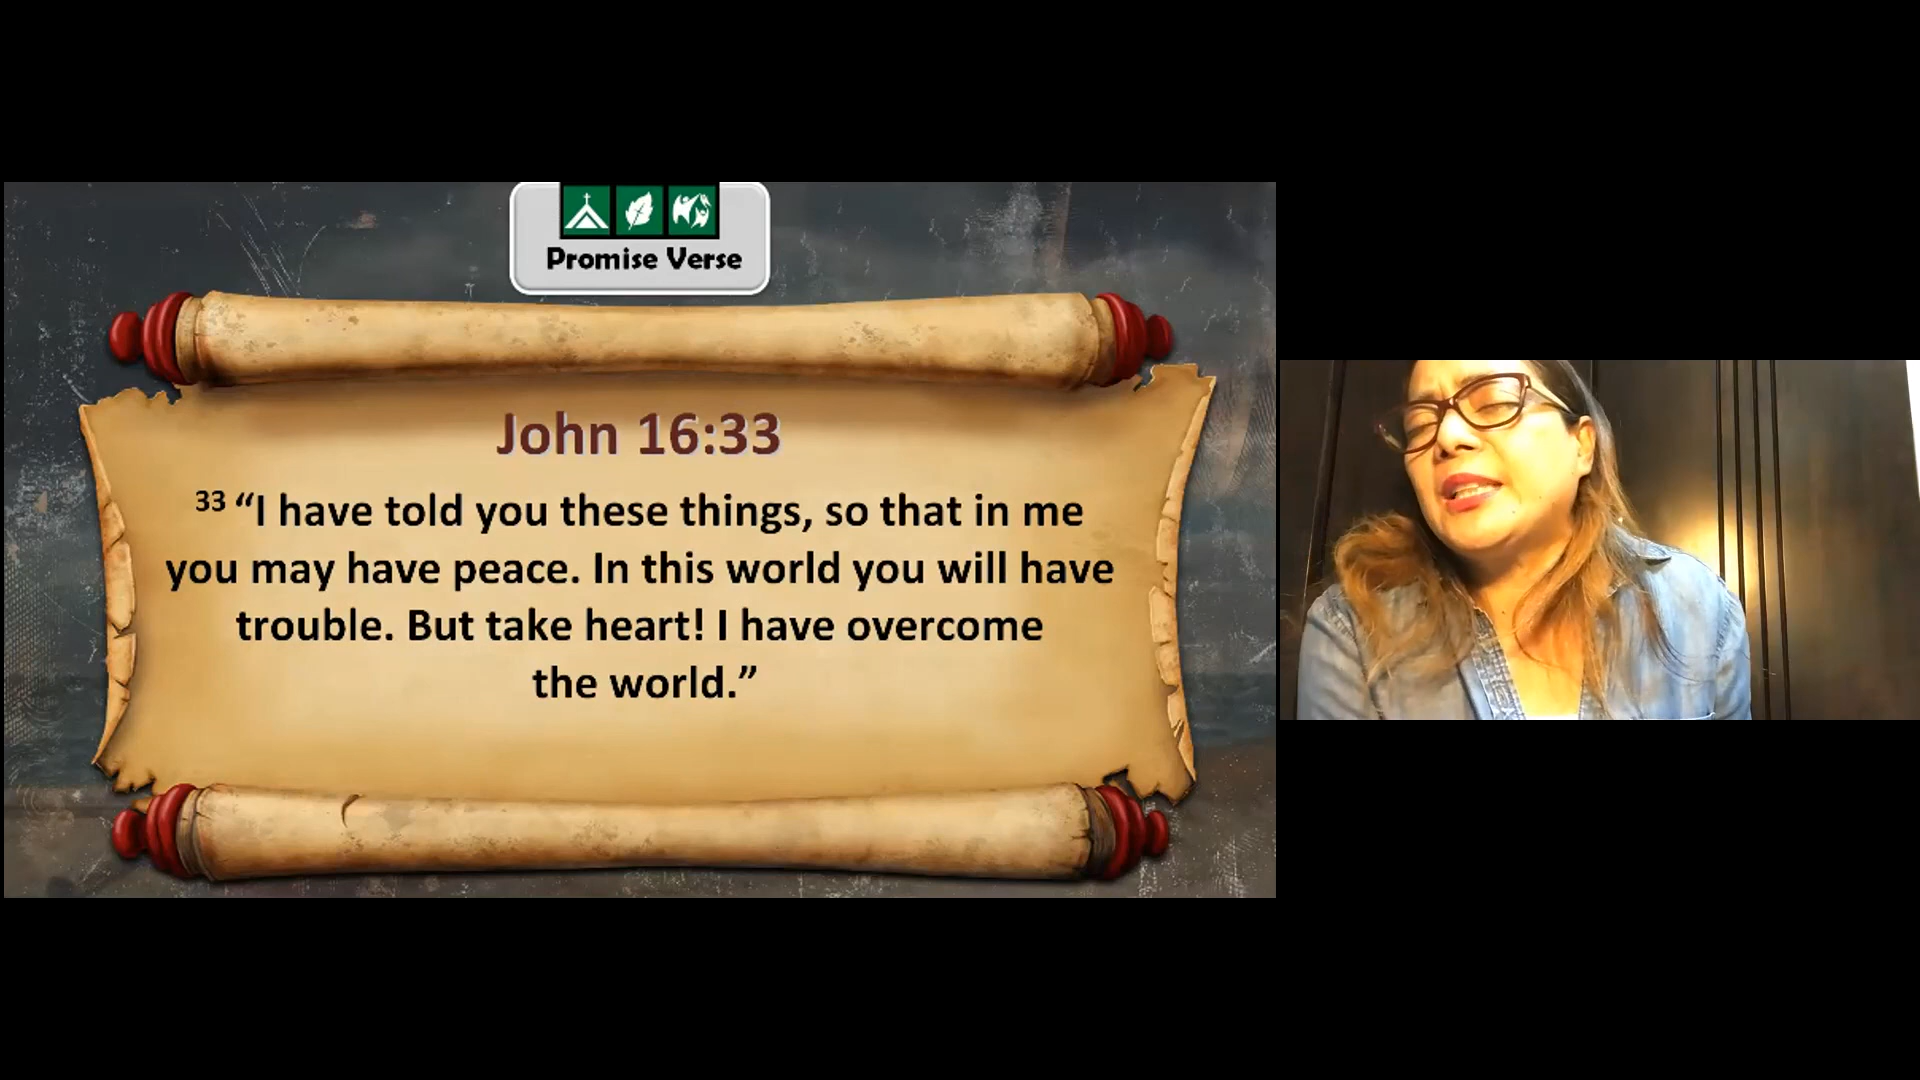 Promise Verse
John 16:33
33 “I have told you these things, so that in me
you may have peace. In this world you will have
trouble. But take heart! I have overcome
the world.”